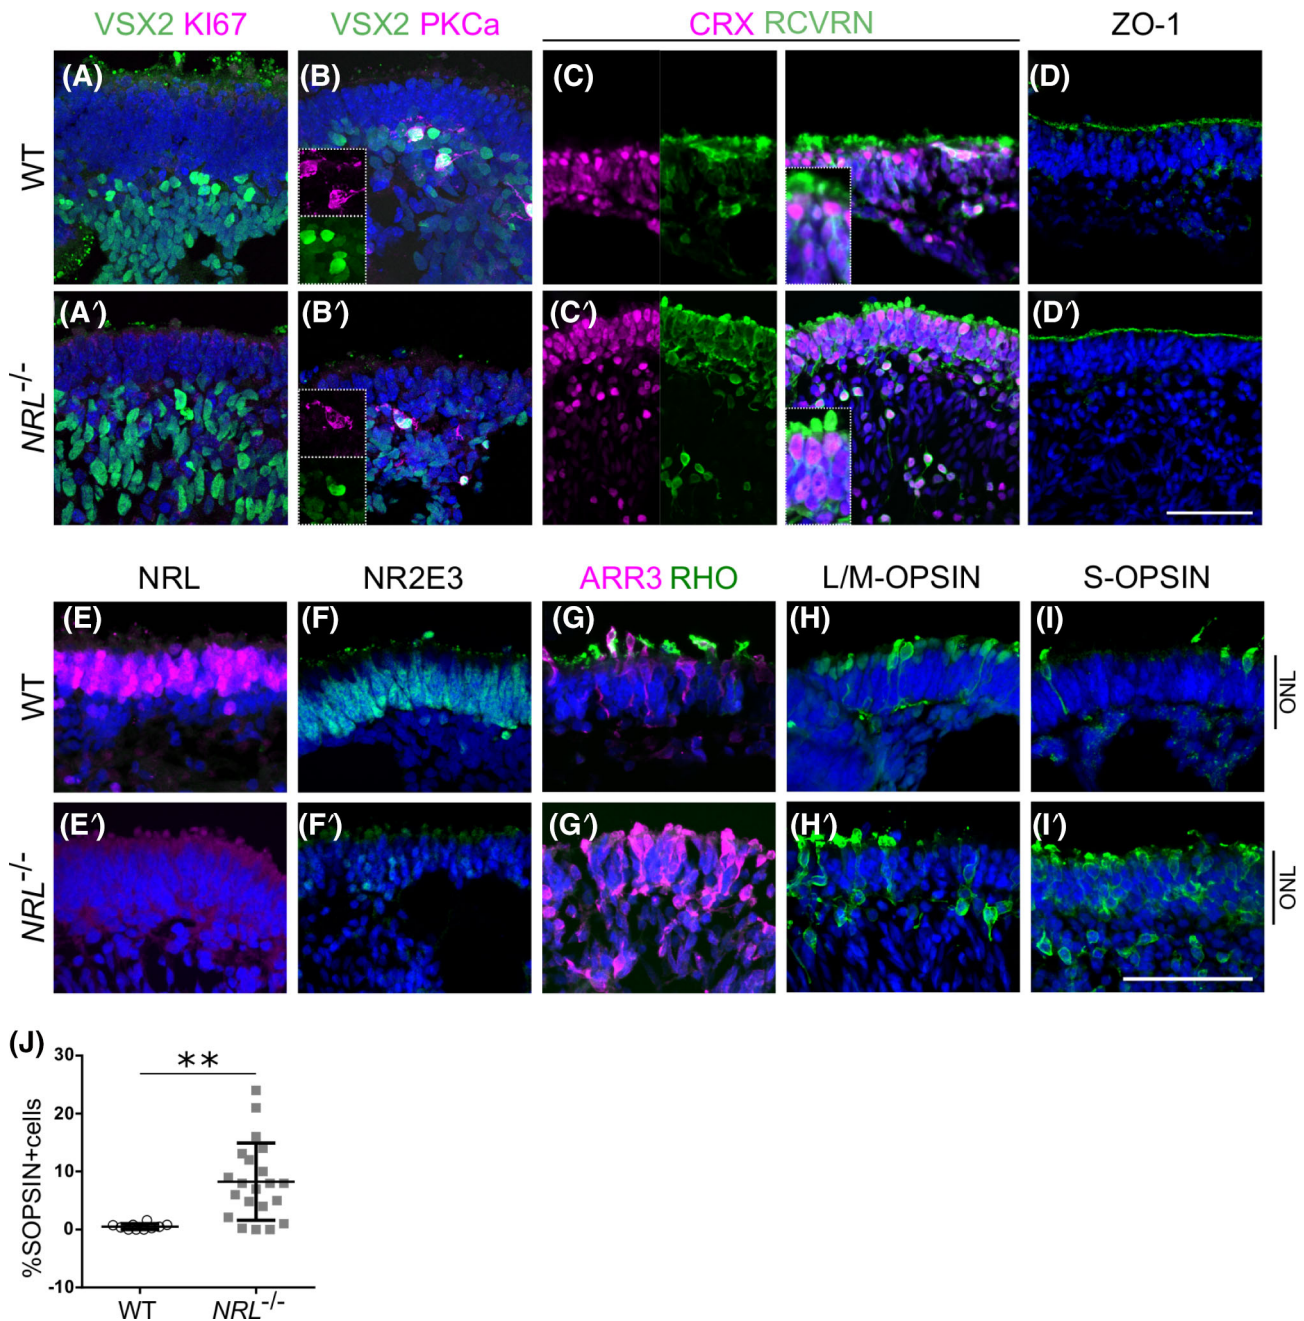 VSX2 KI67
VSX2 PKCa
CRX RCVRN
ZO-1
WT
(A)
(B)
(C)
(D)
NRL-/-
(A′)
(B′)
(C′)
(D′)
NRL
NR2E3
ARR3 RHO
L/M-OPSIN
S-OPSIN
WT
(E)
(F)
(G)
(H)
(I)
ONL
NRL-/-
(E′)
(F′)
(G′)
(H′)
(I′)
ONL
(J)
%SOPSIN+cells
30
**
20
10
0
-10
WT
NRL-/-